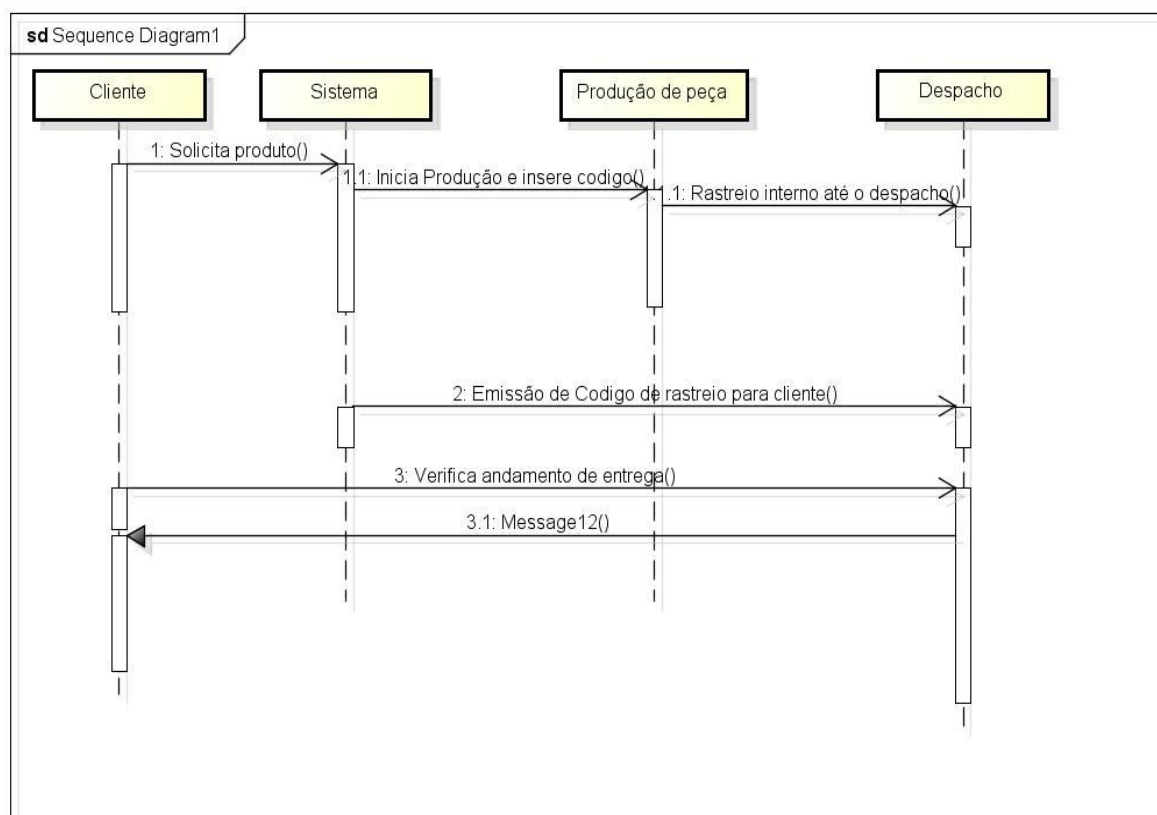 sd Sequence Diagram1
Cliente
Sistema
Produção de peça
Despacho
1: Solicita produto()
1.1: Inicia Produção e insere codigo()
.1.1: Rastreio interno até o despacho()
2: Emissão de Codigo de rastreio para cliente()
3: Verifica andamento de entrega()
3.1: Message12()